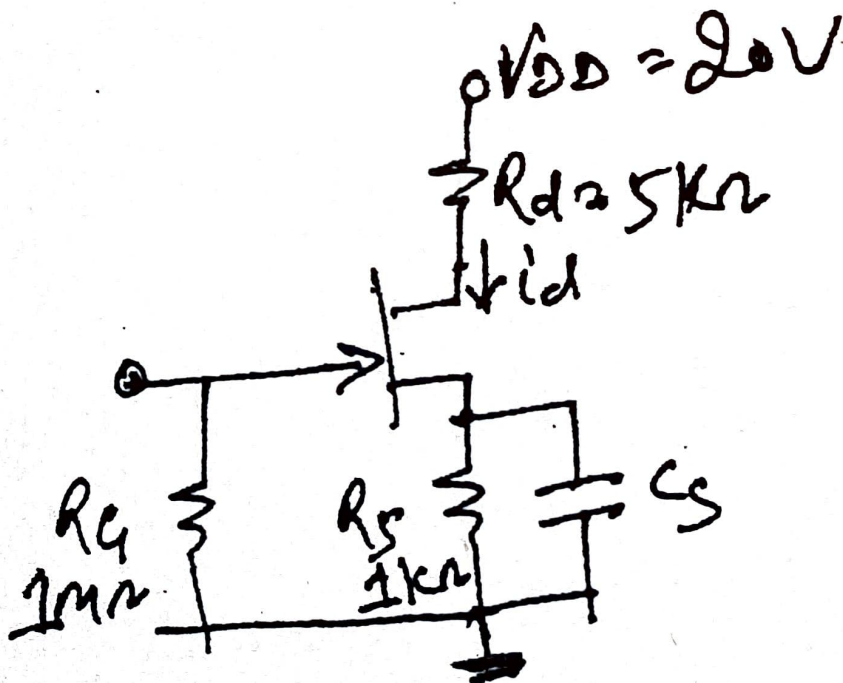 VDD = 20V
Rd = 5KΩ
id
RG
1MΩ
RS
1KΩ
CS